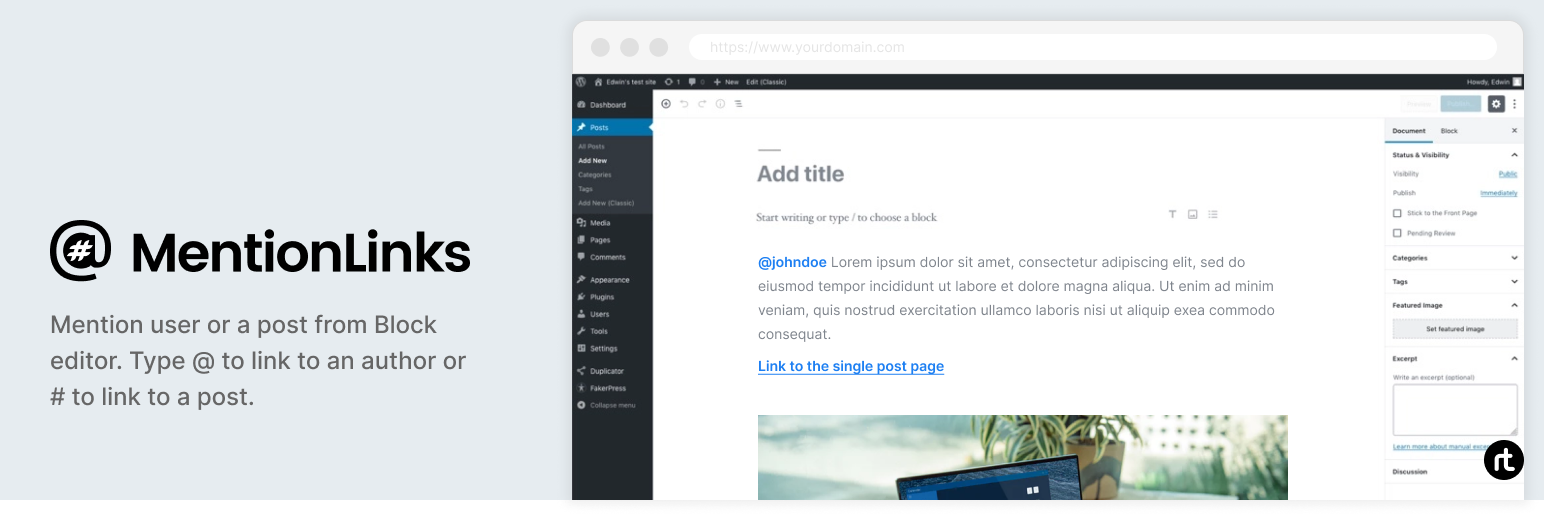 @# MentionLinks
Mention user or a post from Block
editor. Type @ to link to an author or
# to link to a post.
https://www.yourdomain.com
Edwin's test site 1 0 + New Edit (Classic) Howdy, Edwin
Dashboard
Posts
All Posts
Add New
Categories
Tags
Add New (Classic)
Media
Pages
Comments
Appearance
Plugins
Users
Tools
Settings
Duplicator
FakerPress
Collapse menu
Add title
Start writing or type / to choose a block
@johndoe Lorem ipsum dolor sit amet, consectetur adipiscing elit, sed do
eiusmod tempor incididunt ut labore et dolore magna aliqua. Ut enim ad minim
veniam, quis nostrud exercitation ullamco laboris nisi ut aliquip exea commodo
consequat.
Link to the single post page
Document Block
Status & Visibility
Visibility Public
Publish Immediately
Stick to the Front Page
Pending Review
Categories
Tags
Featured Image
Set featured image
Excerpt
Write an excerpt (optional)
Learn more about manual
Discussion
rt